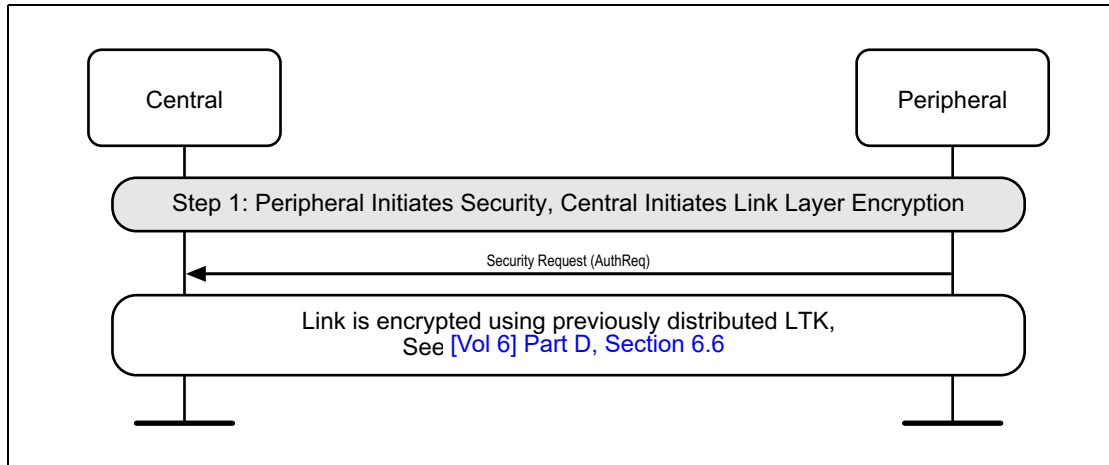 Central
Peripheral
Step 1: Peripheral Initiates Security, Central Initiates Link Layer Encryption
Security Request (AuthReq)
Link is encrypted using previously distributed LTK,
See [Vol 6] Part D, Section 6.6